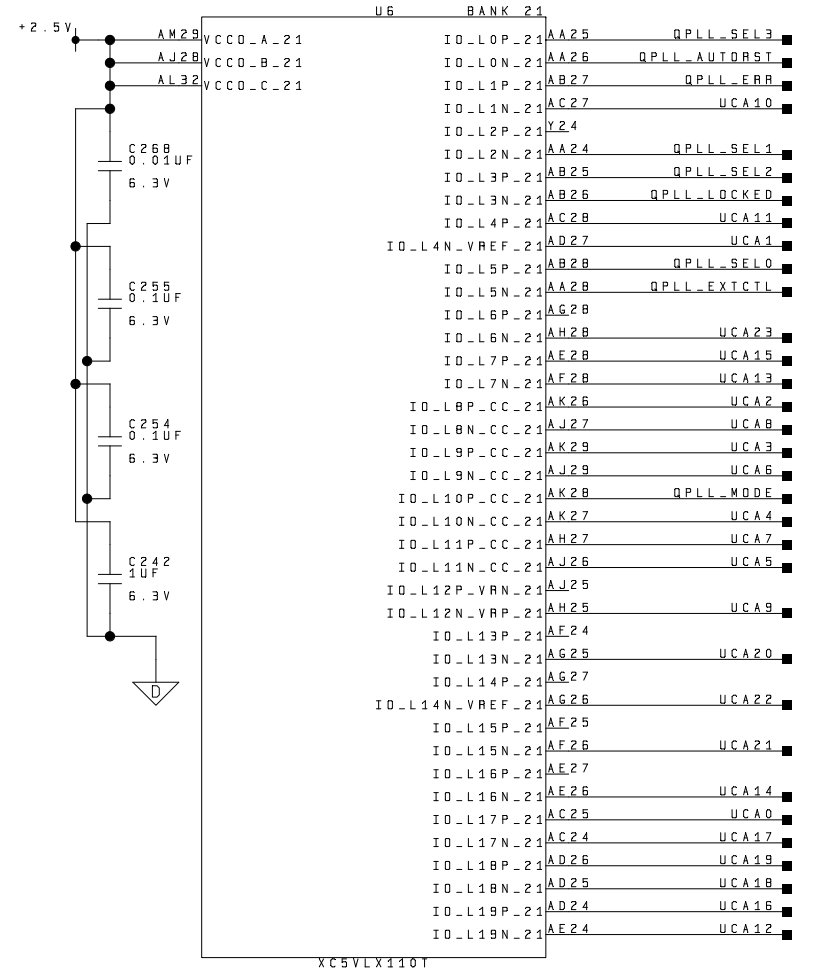 U6 BANK 21
+2.5V
AM29 VCCO_A_21 IO_L0P_21 AA25 QPLL_SEL3
AJ28 VCCO_B_21 IO_L0N_21 AA26 QPLL_AUTORST
AL32 VCCO_C_21 IO_L1P_21 AB27 QPLL_ERR
IO_L1N_21 AC27 UCA10
IO_L2P_21 Y24
C268 IO_L2N_21 AA24 QPLL_SEL1
0.01UF
6.3V IO_L3P_21 AB25 QPLL_SEL2
IO_L3N_21 AB26 QPLL_LOCKED
IO_L4P_21 AC28 UCA11
IO_L4N_VREF_21 AD27 UCA1
IO_L5P_21 AB28 QPLL_SEL0
C255 IO_L5N_21 AA28 QPLL_EXTCTL
0.1UF
6.3V IO_L6P_21 AG28
IO_L6N_21 AH28 UCA23
IO_L7P_21 AE28 UCA15
IO_L7N_21 AF28 UCA13
IO_L8P_CC_21 AK26 UCA2
C254 IO_L8N_CC_21 AJ27 UCA8
0.1UF
6.3V IO_L9P_CC_21 AK29 UCA3
IO_L9N_CC_21 AJ29 UCA6
IO_L10P_CC_21 AK28 QPLL_MODE
IO_L10N_CC_21 AK27 UCA4
IO_L11P_CC_21 AH27 UCA7
C242 IO_L11N_CC_21 AJ26 UCA5
1UF
6.3V IO_L12P_VRN_21 AJ25
IO_L12N_VRP_21 AH25 UCA9
IO_L13P_21 AF24
IO_L13N_21 AG25 UCA20
IO_L14P_21 AG27
D
IO_L14N_VREF_21 AG26 UCA22
IO_L15P_21 AF25
IO_L15N_21 AF26 UCA21
IO_L16P_21 AE27
IO_L16N_21 AE26 UCA14
IO_L17P_21 AC25 UCA0
IO_L17N_21 AC24 UCA17
IO_L18P_21 AD26 UCA19
IO_L18N_21 AD25 UCA18
IO_L19P_21 AD24 UCA16
IO_L19N_21 AE24 UCA12
XC5VLX110T